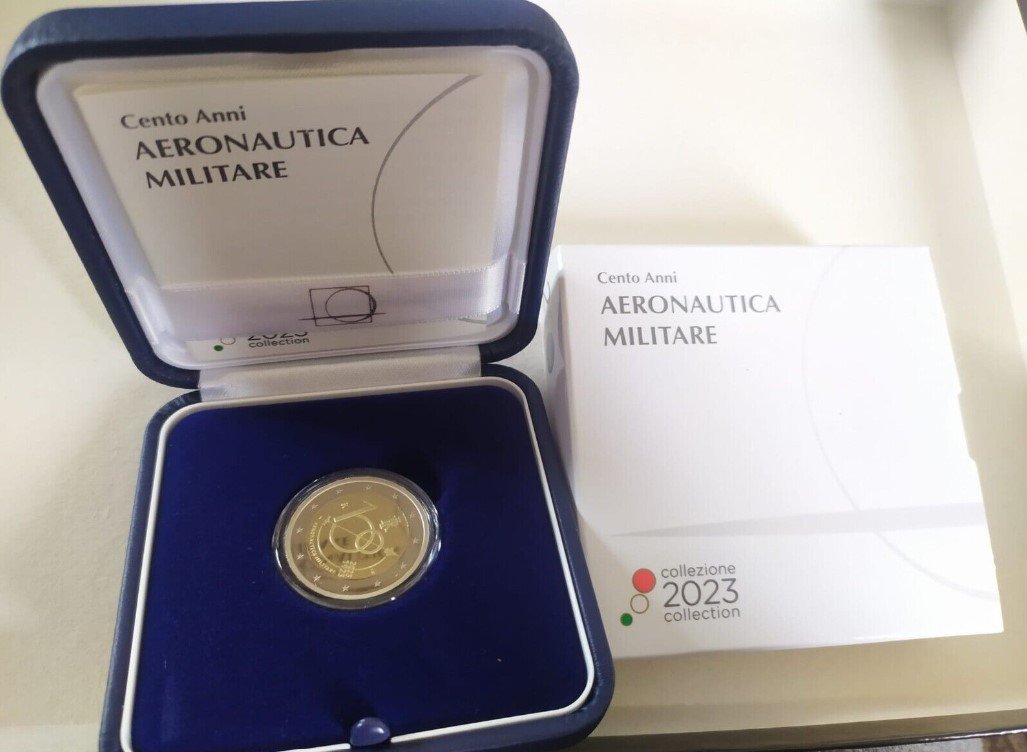 Cento Anni
AERONAUTICA
MILITARE
2023
collection
Cento Anni
AERONAUTICA
MILITARE
collezione
2023
collection